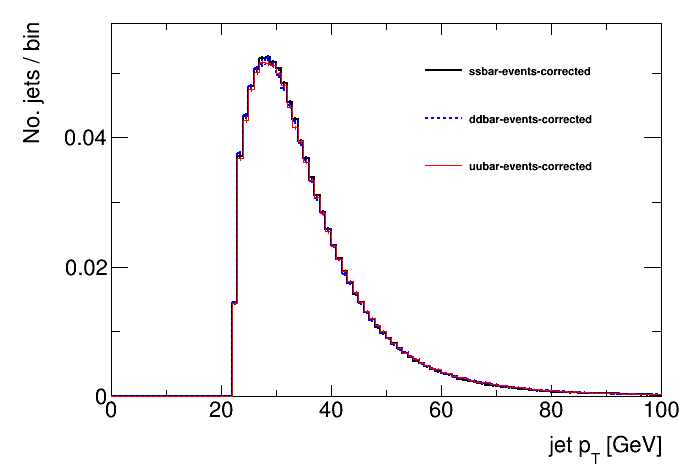 No. jets / bin
ssbar-events-corrected
ddbar-events-corrected
uubar-events-corrected
0.04
0.02
0
0 20 40 60 80 100
jet p_T [GeV]